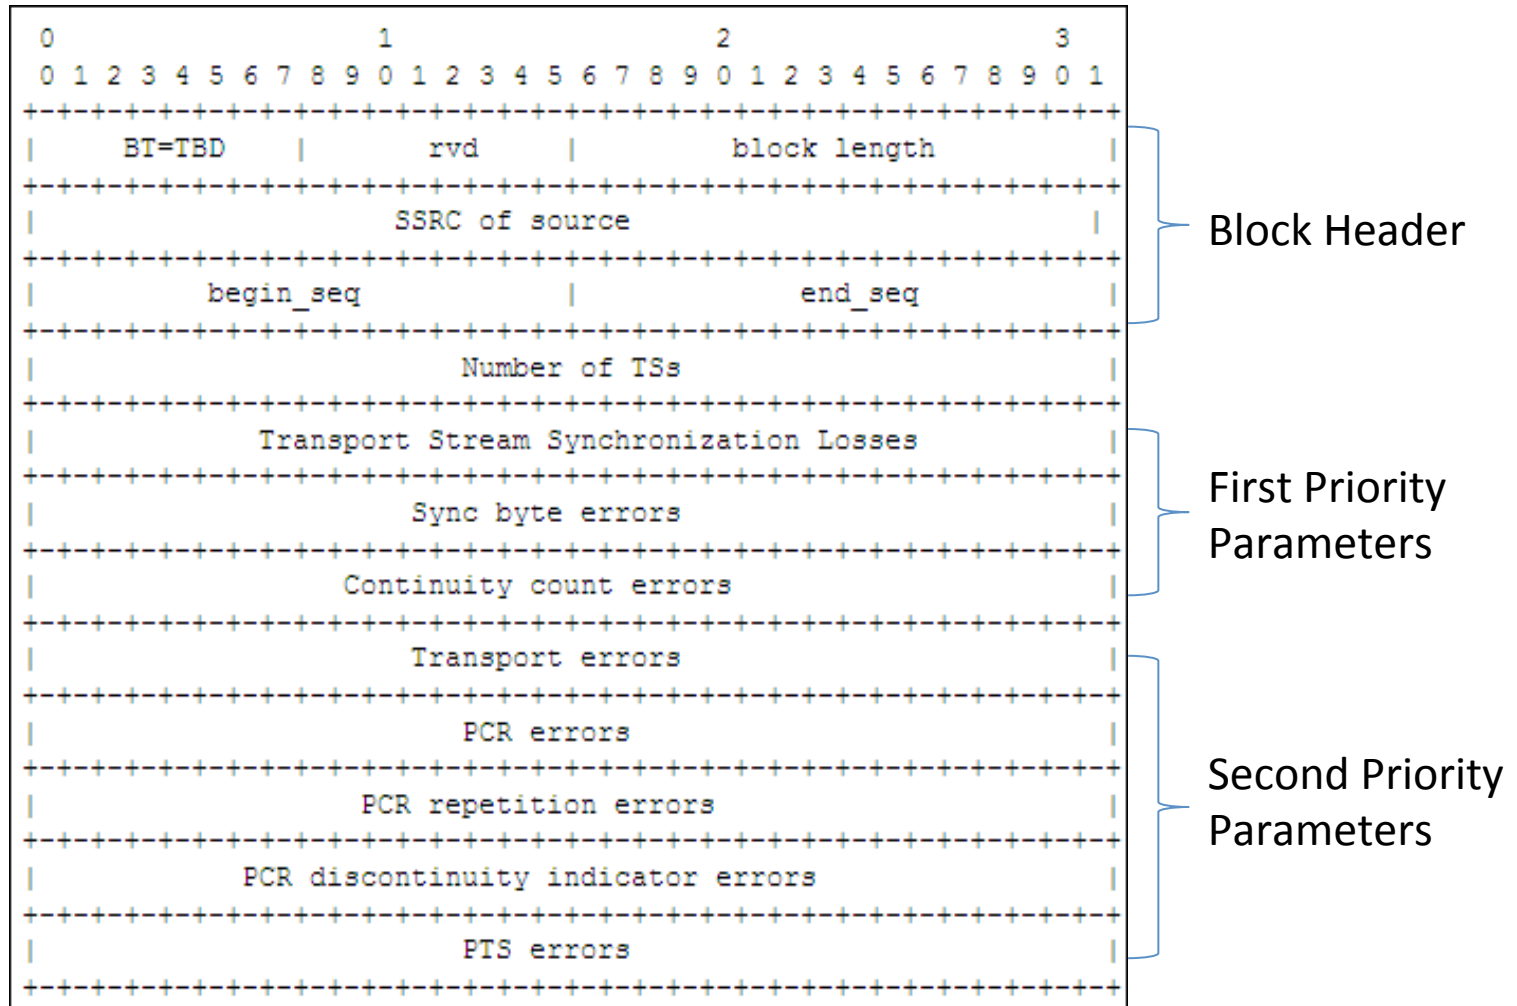 0                   1                   2                   3
0 1 2 3 4 5 6 7 8 9 0 1 2 3 4 5 6 7 8 9 0 1 2 3 4 5 6 7 8 9 0 1
+-+-+-+-+-+-+-+-+-+-+-+-+-+-+-+-+-+-+-+-+-+-+-+-+-+-+-+-+-+-+-+-+
|     BT=TBD    |       rvd     |         block length          |
+-+-+-+-+-+-+-+-+-+-+-+-+-+-+-+-+-+-+-+-+-+-+-+-+-+-+-+-+-+-+-+-+
|                     SSRC of source                           |
+-+-+-+-+-+-+-+-+-+-+-+-+-+-+-+-+-+-+-+-+-+-+-+-+-+-+-+-+-+-+-+-+
|          begin_seq            |             end_seq           |
+-+-+-+-+-+-+-+-+-+-+-+-+-+-+-+-+-+-+-+-+-+-+-+-+-+-+-+-+-+-+-+-+
Block Header
|                         Number of TSs                         |
+-+-+-+-+-+-+-+-+-+-+-+-+-+-+-+-+-+-+-+-+-+-+-+-+-+-+-+-+-+-+-+-+
|             Transport Stream Synchronization Losses           |
+-+-+-+-+-+-+-+-+-+-+-+-+-+-+-+-+-+-+-+-+-+-+-+-+-+-+-+-+-+-+-+-+
|                      Sync byte errors                         |
+-+-+-+-+-+-+-+-+-+-+-+-+-+-+-+-+-+-+-+-+-+-+-+-+-+-+-+-+-+-+-+-+
|                  Continuity count errors                      |
+-+-+-+-+-+-+-+-+-+-+-+-+-+-+-+-+-+-+-+-+-+-+-+-+-+-+-+-+-+-+-+-+
First Priority
Parameters
|                      Transport errors                         |
+-+-+-+-+-+-+-+-+-+-+-+-+-+-+-+-+-+-+-+-+-+-+-+-+-+-+-+-+-+-+-+-+
|                         PCR errors                            |
+-+-+-+-+-+-+-+-+-+-+-+-+-+-+-+-+-+-+-+-+-+-+-+-+-+-+-+-+-+-+-+-+
|                   PCR repetition errors                       |
+-+-+-+-+-+-+-+-+-+-+-+-+-+-+-+-+-+-+-+-+-+-+-+-+-+-+-+-+-+-+-+-+
|            PCR discontinuity indicator errors                 |
+-+-+-+-+-+-+-+-+-+-+-+-+-+-+-+-+-+-+-+-+-+-+-+-+-+-+-+-+-+-+-+-+
|                         PTS errors                            |
+-+-+-+-+-+-+-+-+-+-+-+-+-+-+-+-+-+-+-+-+-+-+-+-+-+-+-+-+-+-+-+-+
Second Priority
Parameters